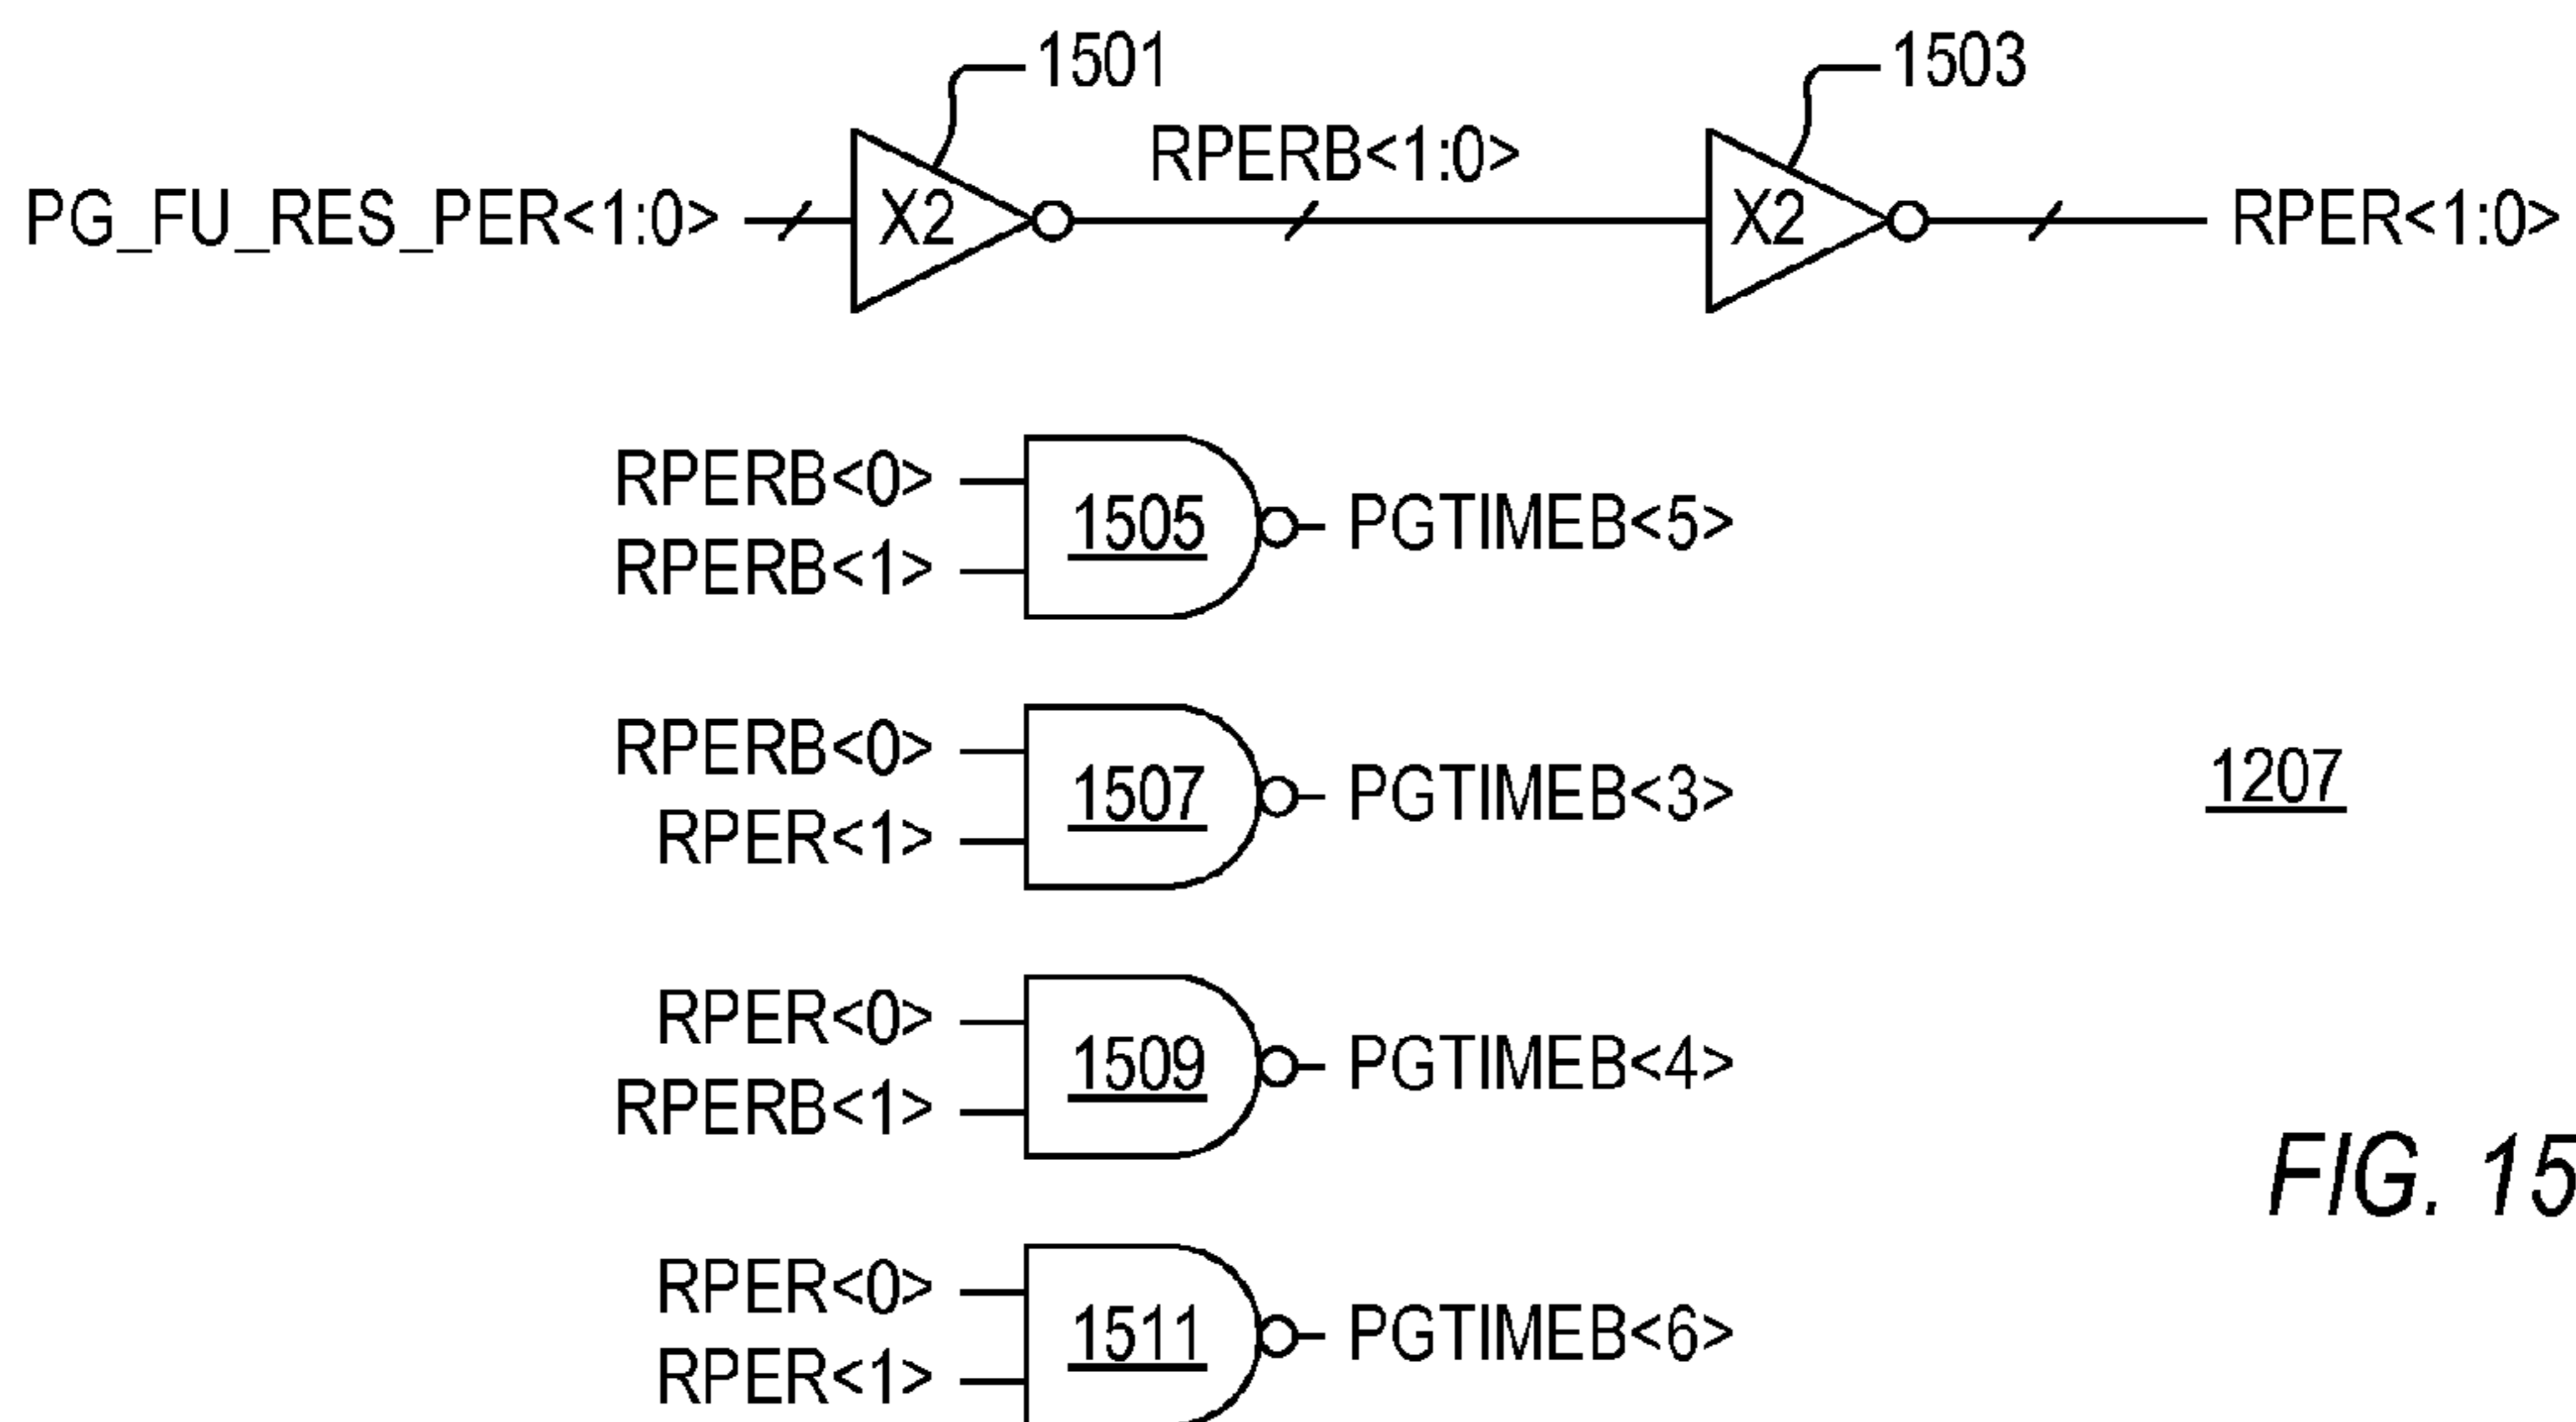 1501
1503
PG_FU_RES_PER<1:0>
X2
RPERB<1:0>
X2
RPER<1:0>
RPERB<0>
RPERB<1>
1505
PGTIMEB<5>
RPERB<0>
RPER<1>
1507
PGTIMEB<3>
1207
RPER<0>
RPERB<1>
1509
PGTIMEB<4>
FIG. 15
RPER<0>
RPER<1>
1511
PGTIMEB<6>